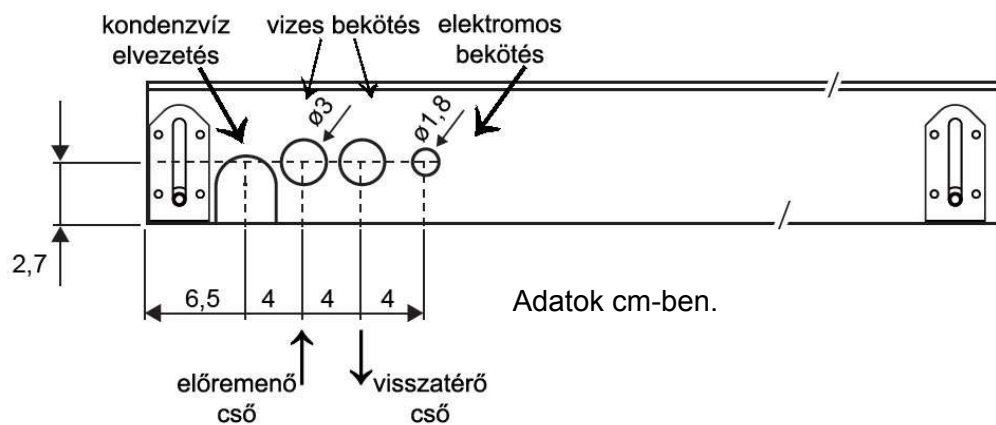 kondenzvíz
elvezetés
vizes bekötés
elektromos
bekötés
ø3
ø1,8
2,7
6,5
4
4
4
Adatok cm-ben.
előremenő
cső
visszatérő
cső